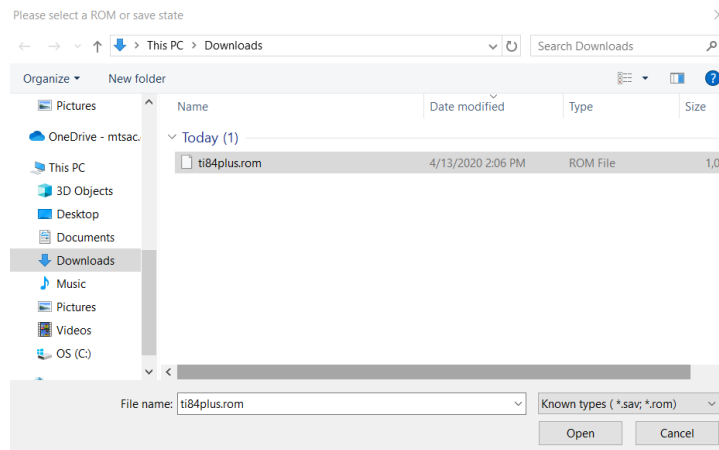 Please select a ROM or save state
This PC > Downloads
Search Downloads
Organize
New folder
Pictures
Name
Date modified
Type
Size
OneDrive - mtsac.
Today (1)
This PC
ti84plus.rom
4/13/2020 2:06 PM
ROM File
1,0
3D Objects
Desktop
Documents
Downloads
Music
Pictures
Videos
OS (C:)
File name: ti84plus.rom
Known types ( *.sav; *.rom)
Open
Cancel